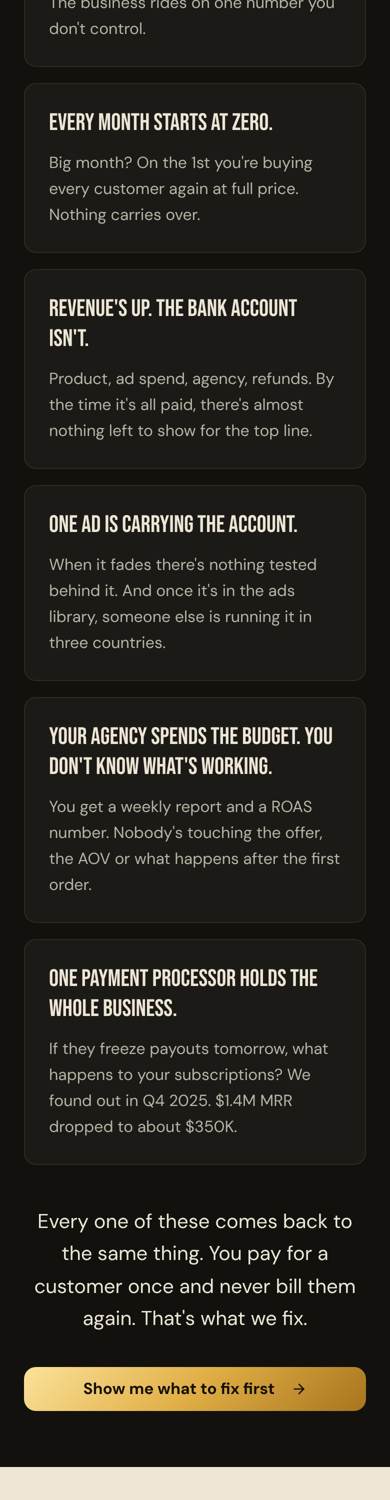 The business rides on one number you
don't control.
EVERY MONTH STARTS AT ZERO.
Big month? On the 1st you're buying
every customer again at full price.
Nothing carries over.
REVENUE'S UP. THE BANK ACCOUNT
ISN'T.
Product, ad spend, agency, refunds. By
the time it's all paid, there's almost
nothing left to show for the top line.
ONE AD IS CARRYING THE ACCOUNT.
When it fades there's nothing tested
behind it. And once it's in the ads
library, someone else is running it in
three countries.
YOUR AGENCY SPENDS THE BUDGET. YOU
DON'T KNOW WHAT'S WORKING.
You get a weekly report and a ROAS
number. Nobody's touching the offer,
the AOV or what happens after the first
order.
ONE PAYMENT PROCESSOR HOLDS THE
WHOLE BUSINESS.
If they freeze payouts tomorrow, what
happens to your subscriptions? We
found out in Q4 2025. $1.4M MRR
dropped to about $350K.
Every one of these comes back to
the same thing. You pay for a
customer once and never bill them
again. That's what we fix.
Show me what to fix first →